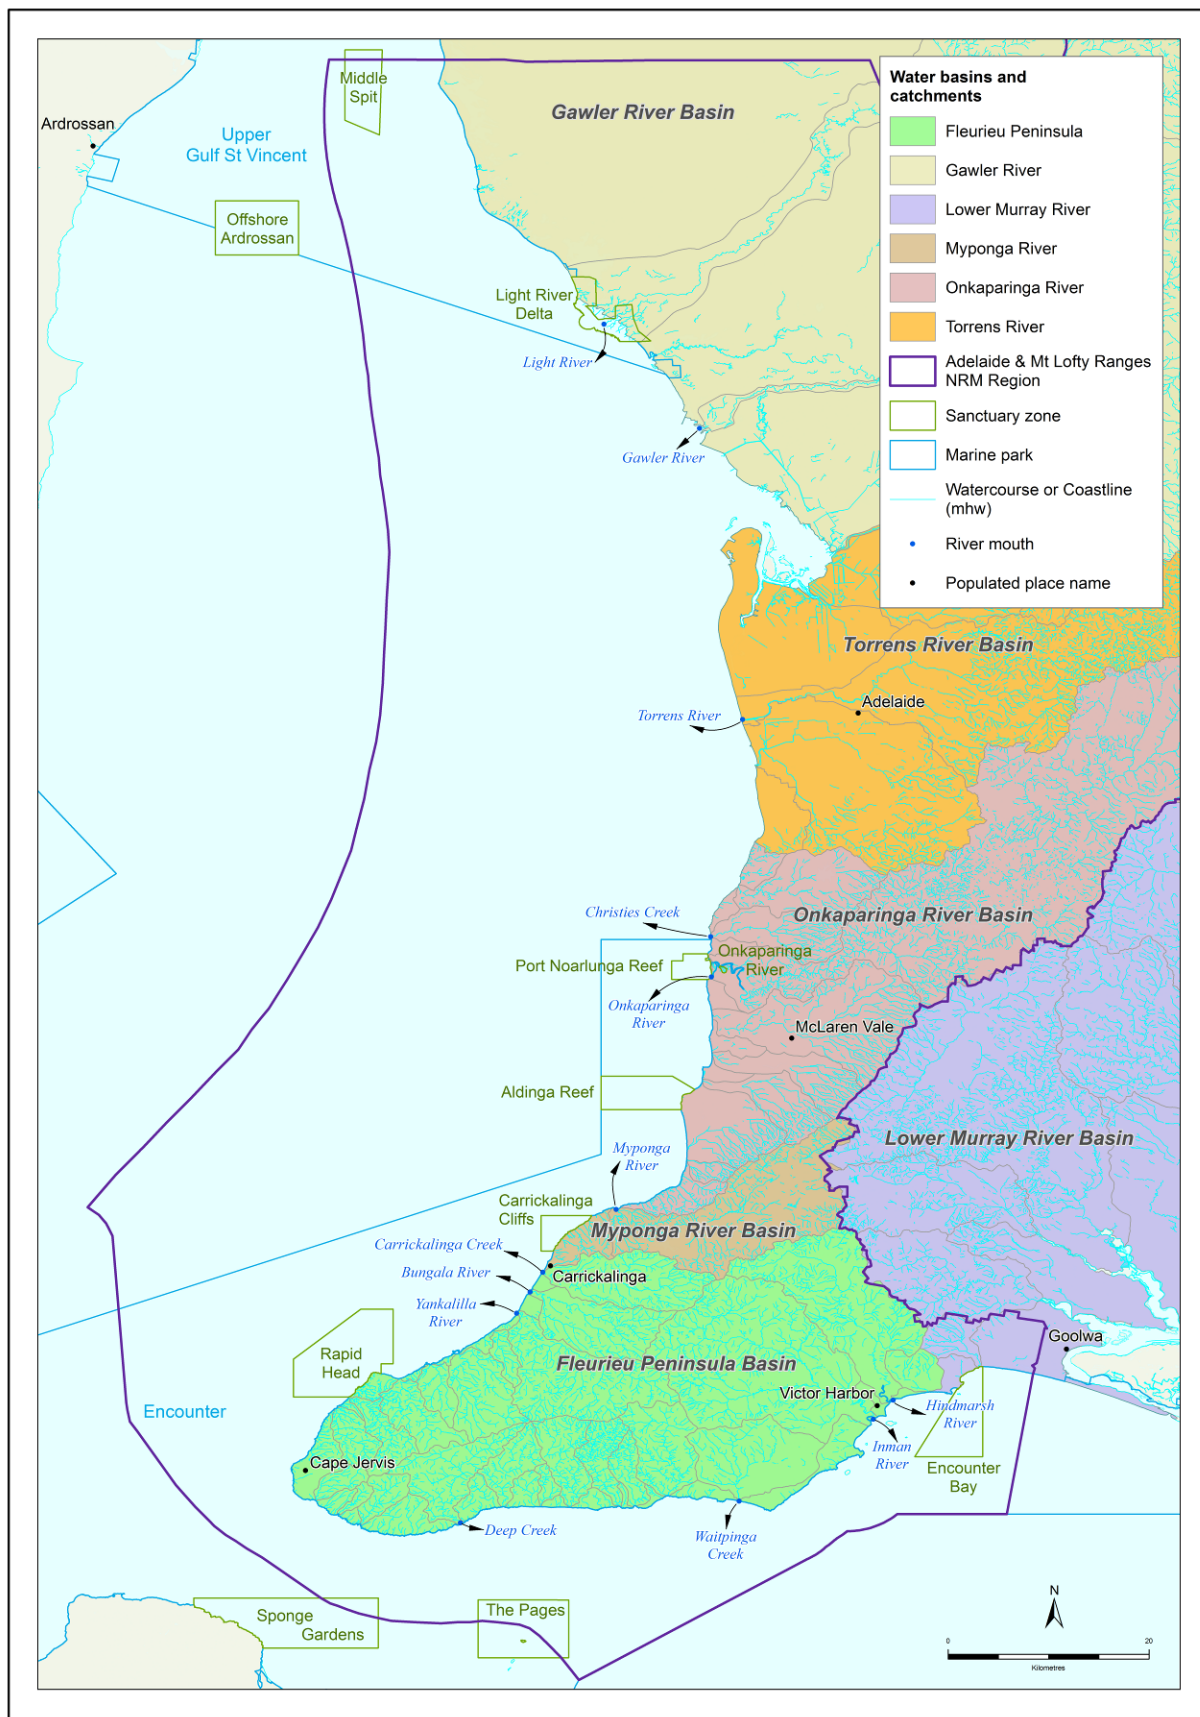 Middle
Spit
Ardrossan
Upper
Gulf St Vincent
Gawler River Basin
Offshore
Ardrossan
Light River
Delta
Light River
Gawler River
Water basins and
catchments
Fleurieu Peninsula
Gawler River
Lower Murray River
Myponga River
Onkaparinga River
Torrens River
Adelaide & Mt Lofty Ranges
NRM Region
Sanctuary zone
Marine park
Watercourse or Coastline
(mhw)
River mouth
Populated place name
Torrens River Basin
Adelaide
Torrens River
Christies Creek
Onkaparinga River Basin
Onkaparinga
River
Port Noarlunga Reef
Onkaparinga
River
McLaren Vale
Aldinga Reef
Lower Murray River Basin
Myponga
River
Carrickalinga
Cliffs
Myponga River Basin
Carrickalinga Creek
Bungala River
Carrickalinga
Yankalilla
River
Goolwa
Rapid
Head
Fleurieu Peninsula Basin
Victor Harbor
Hindmarsh
River
Encounter
Inman
River
Encounter
Bay
Cape Jervis
Deep Creek
Waitpinga
Creek
Sponge
Gardens
The Pages
N
0
20
Kilometres